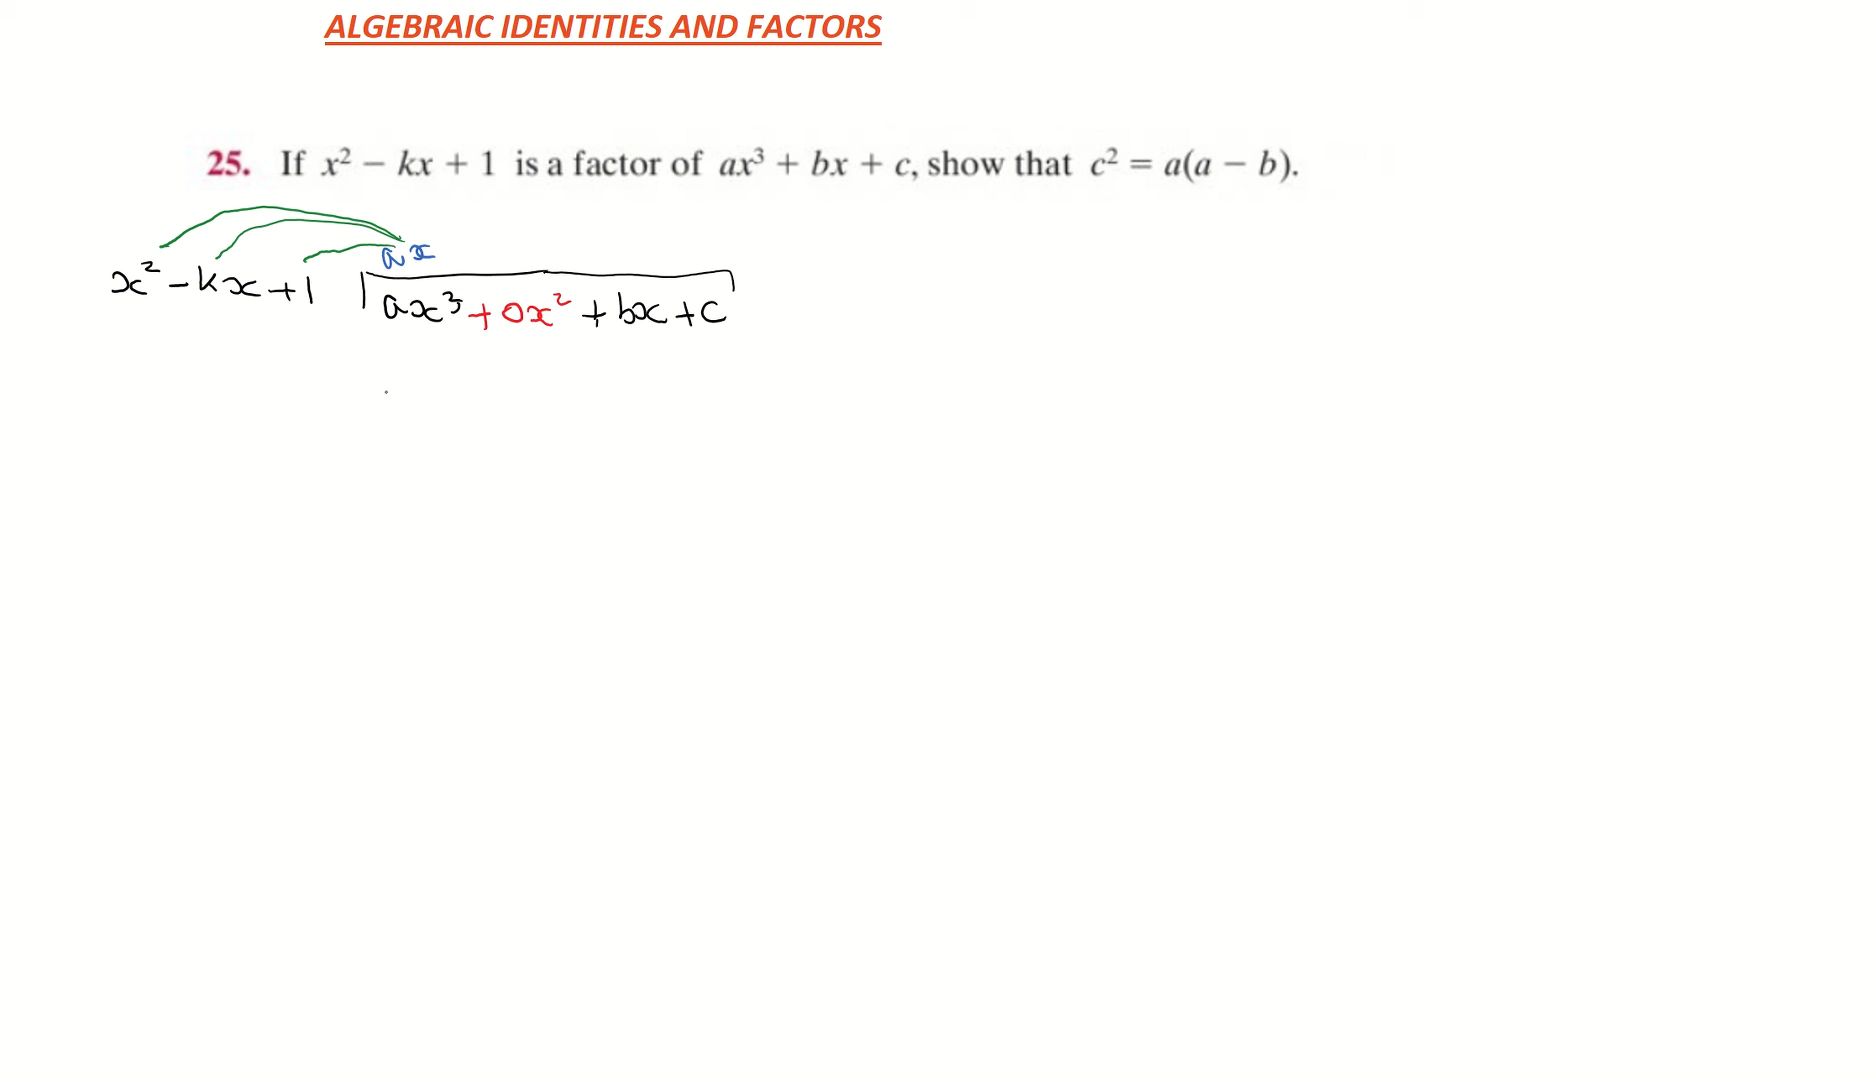 ALGEBRAIC IDENTITIES AND FACTORS
25. If x² − kx + 1 is a factor of ax³ + bx + c, show that c² = a(a − b).
ax
x² − kx + 1 ax³ + 0x² + bx + c